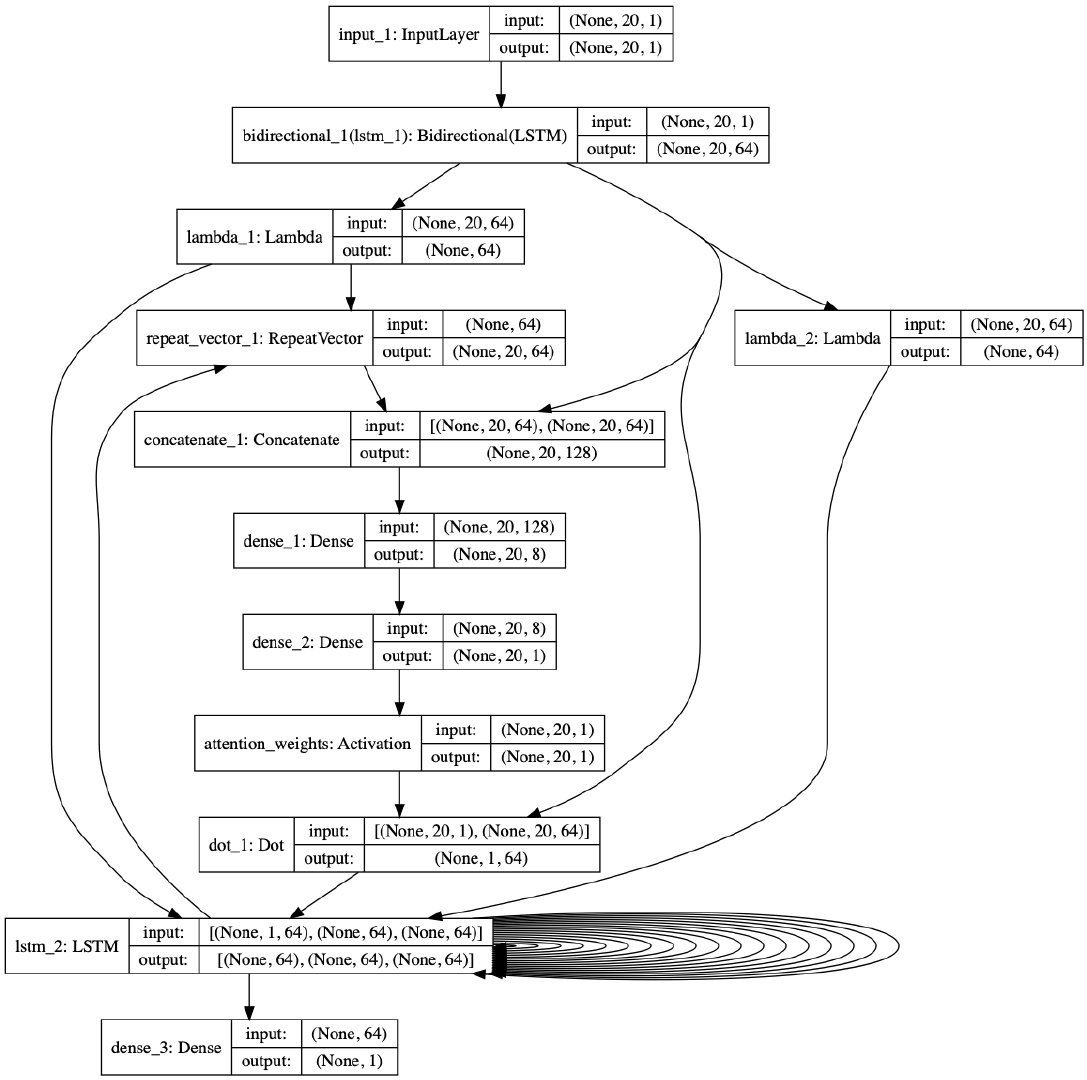 input_1: InputLayer
input: (None, 20, 1)
output: (None, 20, 1)
bidirectional_1(lstm_1): Bidirectional(LSTM)
input: (None, 20, 1)
output: (None, 20, 64)
lambda_1: Lambda
input: (None, 20, 64)
output: (None, 64)
repeat_vector_1: RepeatVector
input: (None, 64)
output: (None, 20, 64)
lambda_2: Lambda
input: (None, 20, 64)
output: (None, 64)
concatenate_1: Concatenate
input: [(None, 20, 64), (None, 20, 64)]
output: (None, 20, 128)
dense_1: Dense
input: (None, 20, 128)
output: (None, 20, 8)
dense_2: Dense
input: (None, 20, 8)
output: (None, 20, 1)
attention_weights: Activation
input: (None, 20, 1)
output: (None, 20, 1)
dot_1: Dot
input: [(None, 20, 1), (None, 20, 64)]
output: (None, 1, 64)
lstm_2: LSTM
input: [(None, 1, 64), (None, 64), (None, 64)]
output: [(None, 64), (None, 64), (None, 64)]
dense_3: Dense
input: (None, 64)
output: (None, 1)